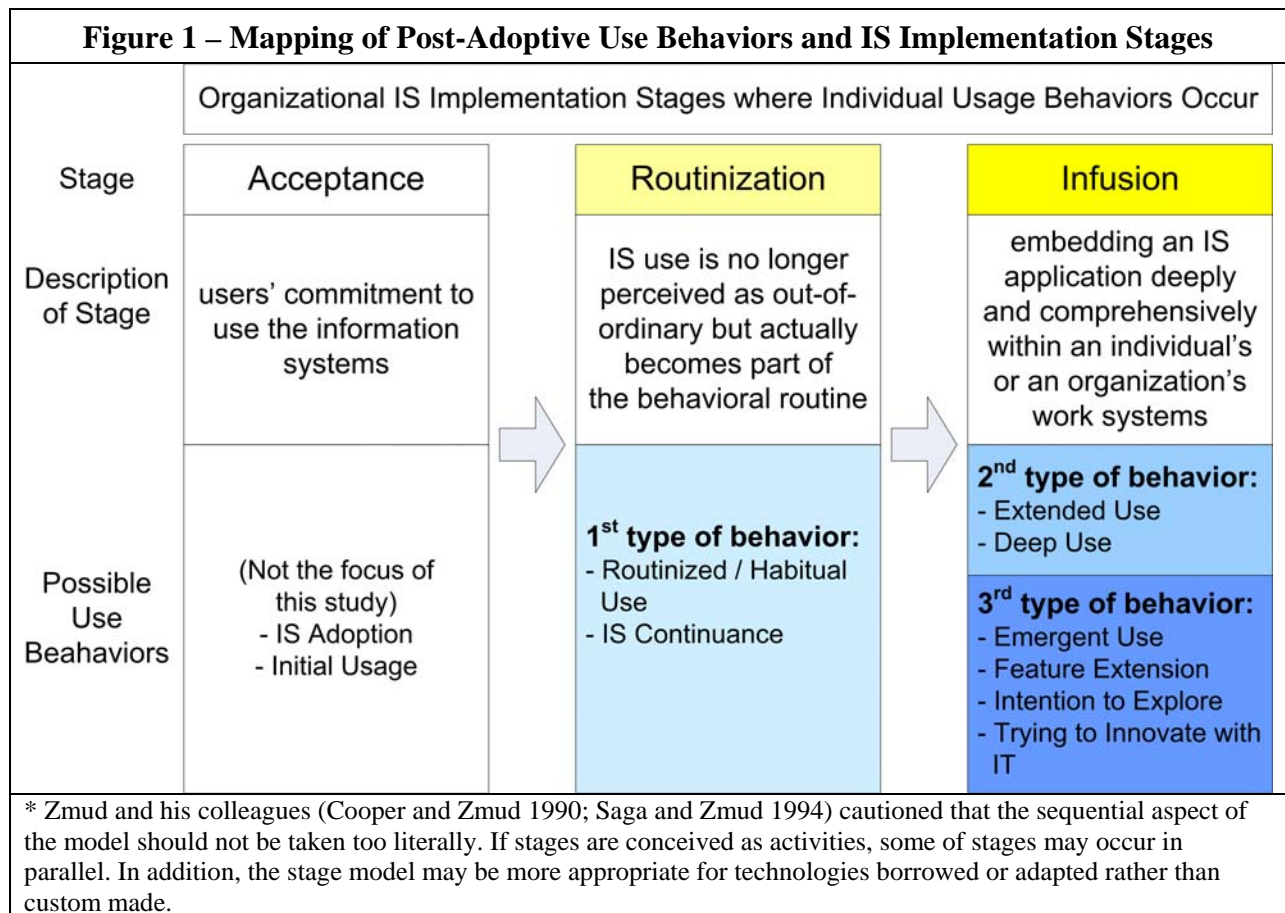 Figure 1 – Mapping of Post-Adoptive Use Behaviors and IS Implementation Stages
Organizational IS Implementation Stages where Individual Usage Behaviors Occur
Stage
Acceptance
Routinization
Infusion
Description
of Stage
users’ commitment to
use the information
systems
IS use is no longer
perceived as out-of-
ordinary but actually
becomes part of
the behavioral routine
embedding an IS
application deeply
and comprehensively
within an individual’s
or an organization’s
work systems
Possible
Use
Beahaviors
(Not the focus of
this study)
- IS Adoption
- Initial Usage
1st type of behavior:
- Routinized / Habitual
Use
- IS Continuance
2nd type of behavior:
- Extended Use
- Deep Use
3rd type of behavior:
- Emergent Use
- Feature Extension
- Intention to Explore
- Trying to Innovate with
IT
* Zmud and his colleagues (Cooper and Zmud 1990; Saga and Zmud 1994) cautioned that the sequential aspect of
the model should not be taken too literally. If stages are conceived as activities, some of stages may occur in
parallel. In addition, the stage model may be more appropriate for technologies borrowed or adapted rather than
custom made.